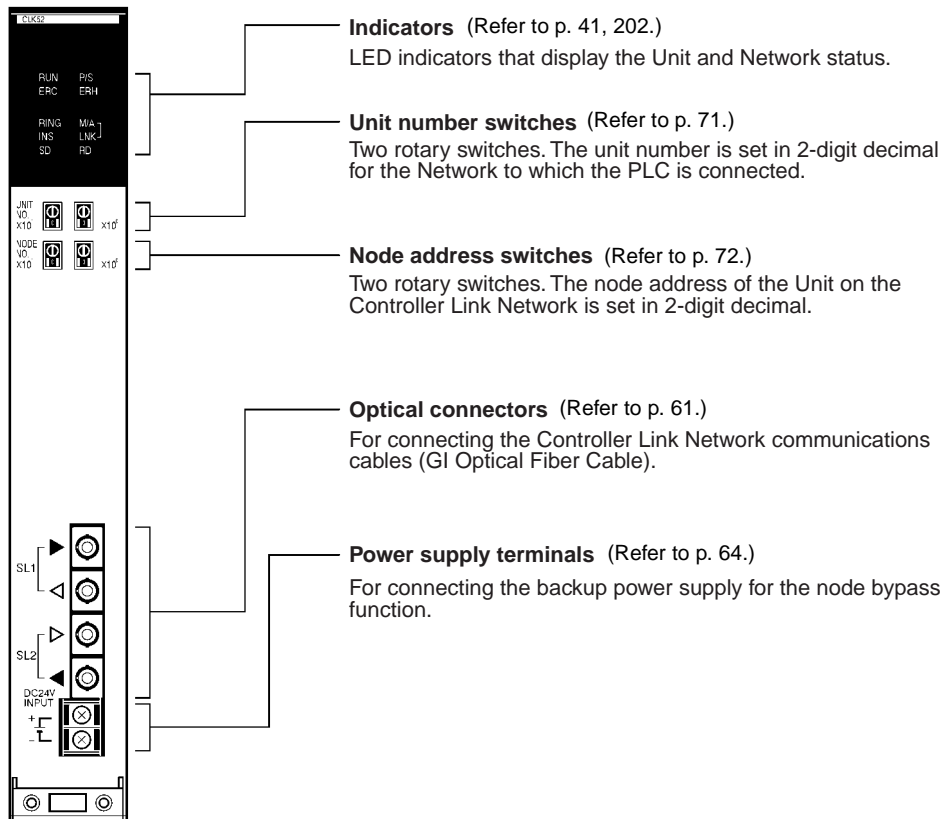 CLK52
RUN P/S
ERC ERH
RING M/A
INS LNK
SD RD
UNIT
NO.
X10
NODE
NO.
X10
SL1
SL2
DC24V
INPUT
+
-
Indicators (Refer to p. 41, 202.)
LED indicators that display the Unit and Network status.
Unit number switches (Refer to p. 71.)
Two rotary switches. The unit number is set in 2-digit decimal
for the Network to which the PLC is connected.
Node address switches (Refer to p. 72.)
Two rotary switches. The node address of the Unit on the
Controller Link Network is set in 2-digit decimal.
Optical connectors (Refer to p. 61.)
For connecting the Controller Link Network communications
cables (GI Optical Fiber Cable).
Power supply terminals (Refer to p. 64.)
For connecting the backup power supply for the node bypass
function.